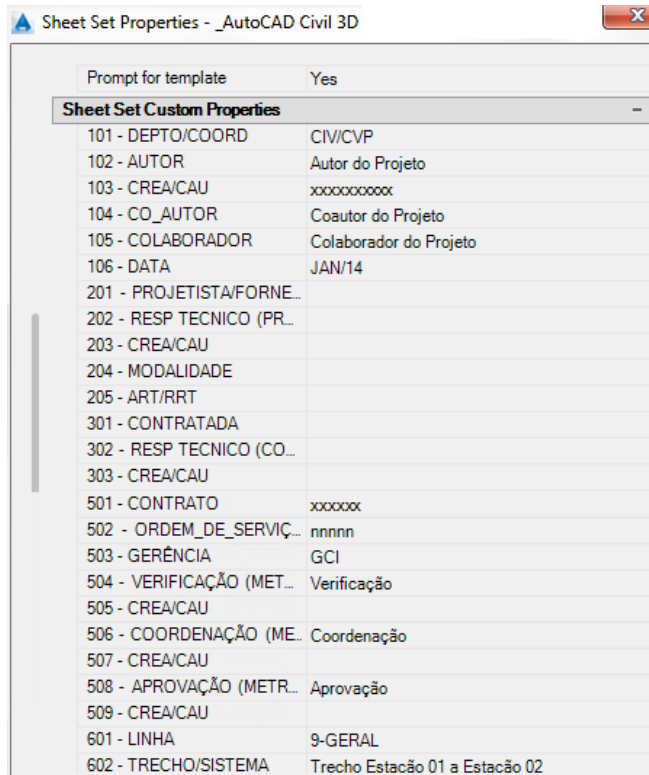 Sheet Set Properties - _AutoCAD Civil 3D
Prompt for template Yes
Sheet Set Custom Properties
101 - DEPTO/COORD CIV/CVP
102 - AUTOR Autor do Projeto
103 - CREA/CAU xxxxxxxxxx
104 - CO_AUTOR Coautor do Projeto
105 - COLABORADOR Colaborador do Projeto
106 - DATA JAN/14
201 - PROJETISTA/FORNE...
202 - RESP TECNICO (PR...
203 - CREA/CAU
204 - MODALIDADE
205 - ART/RRT
301 - CONTRATADA
302 - RESP TECNICO (CO...
303 - CREA/CAU
501 - CONTRATO xxxxxx
502 - ORDEM_DE_SERVIÇ... nnnnn
503 - GERÊNCIA GCI
504 - VERIFICAÇÃO (MET... Verificação
505 - CREA/CAU
506 - COORDENAÇÃO (ME... Coordenação
507 - CREA/CAU
508 - APROVAÇÃO (METR... Aprovação
509 - CREA/CAU
601 - LINHA 9-GERAL
602 - TRECHO/SISTEMA Trecho Estacão 01 a Estacão 02